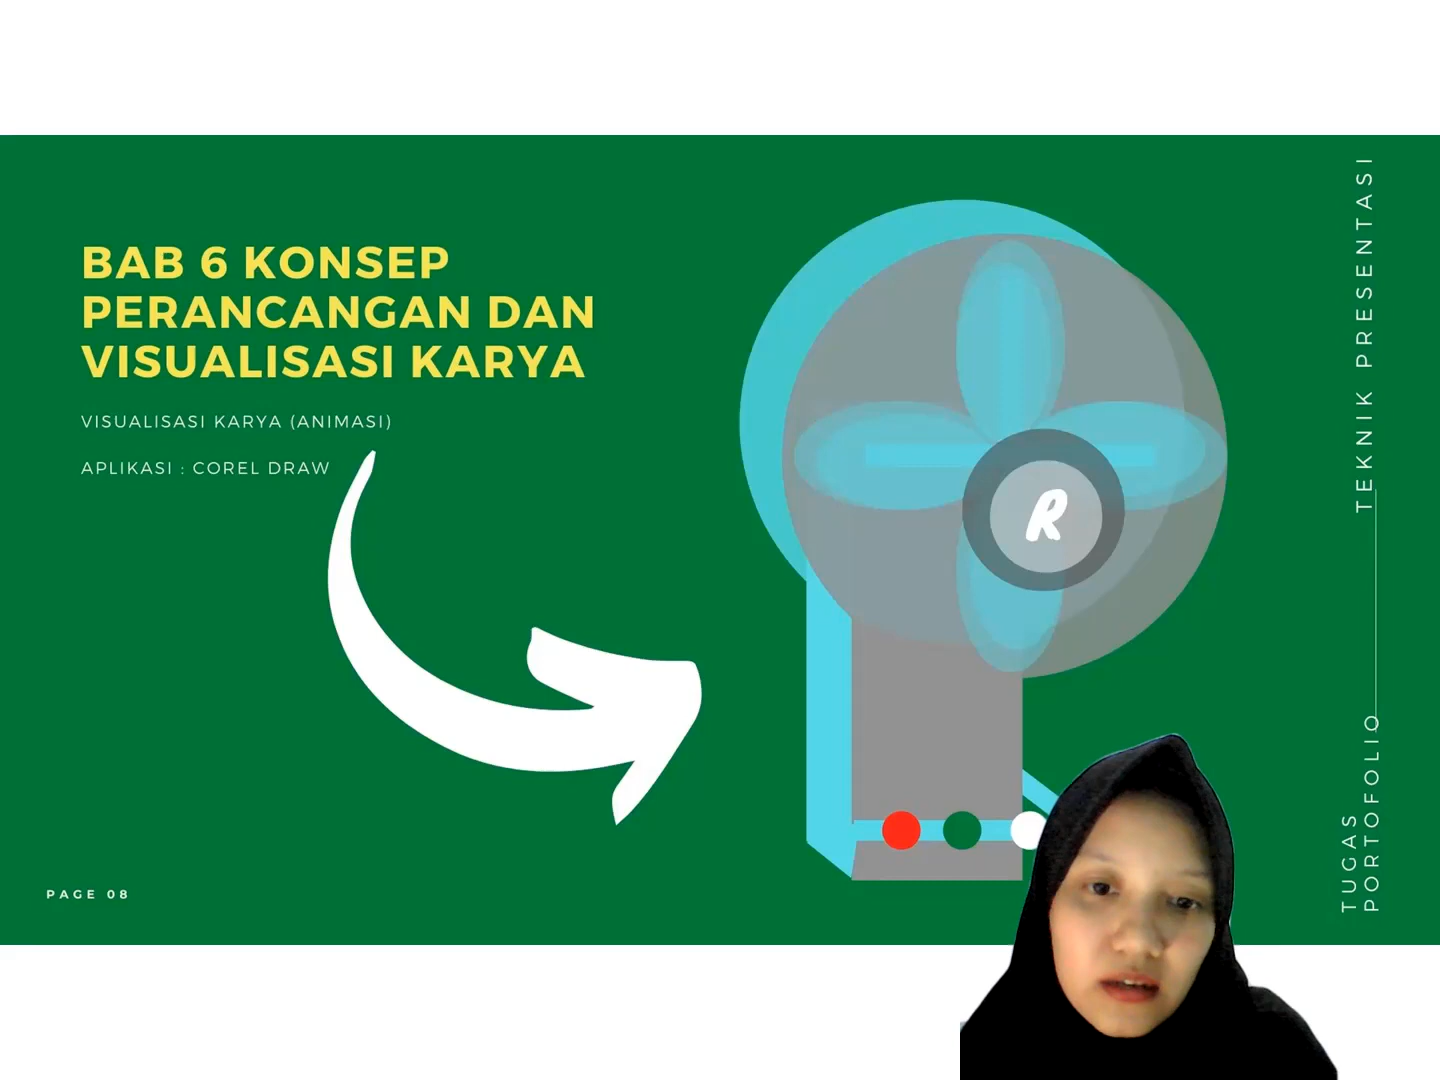 BAB 6 KONSEP
PERANCANGAN DAN
VISUALISASI KARYA
VISUALISASI KARYA (ANIMASI)
APLIKASI : COREL DRAW
R
TEKNIK PRESENTASI
TUGAS
PORTOFOLIO
PAGE 08